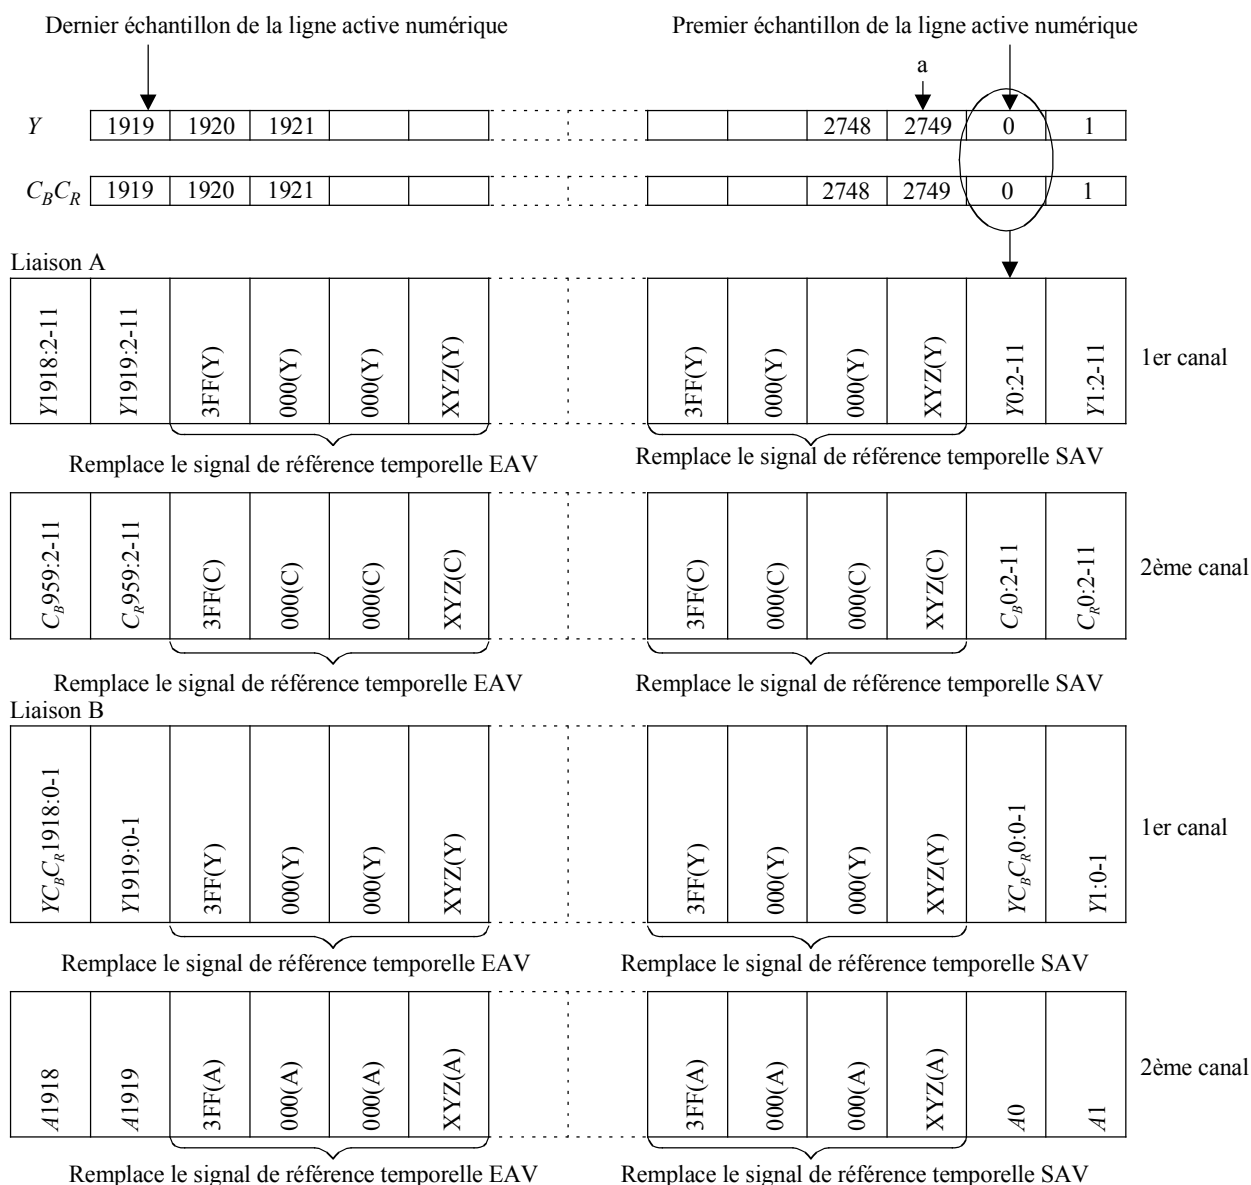 Dernier échantillon de la ligne active numérique
Premier échantillon de la ligne active numérique
a
Y 1919 1920 1921 2748 2749 0 1
CBCR 1919 1920 1921 2748 2749 0 1
Liaison A
Y1918:2-11 Y1919:2-11 3FF(Y) 000(Y) 000(Y) XYZ(Y) 3FF(Y) 000(Y) 000(Y) XYZ(Y) Y0:2-11 Y1:2-11 1er canal
Remplace le signal de référence temporelle EAV
Remplace le signal de référence temporelle SAV
CB959:2-11 CR959:2-11 3FF(C) 000(C) 000(C) XYZ(C) 3FF(C) 000(C) 000(C) XYZ(C) CB0:2-11 CR0:2-11 2ème canal
Remplace le signal de référence temporelle EAV
Remplace le signal de référence temporelle SAV
Liaison B
YCBCR1918:0-1 Y1919:0-1 3FF(Y) 000(Y) 000(Y) XYZ(Y) 3FF(Y) 000(Y) 000(Y) XYZ(Y) YCBCR0:0-1 Y1:0-1 1er canal
Remplace le signal de référence temporelle EAV
Remplace le signal de référence temporelle SAV
A1918 A1919 3FF(A) 000(A) 000(A) XYZ(A) 3FF(A) 000(A) 000(A) XYZ(A) A0 A1 2ème canal
Remplace le signal de référence temporelle EAV
Remplace le signal de référence temporelle SAV